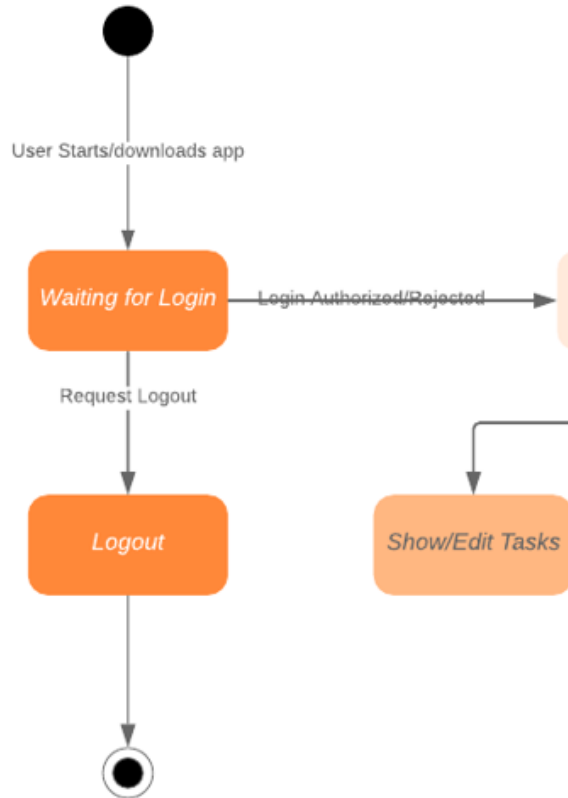 User Starts/downloads app
Waiting for Login
Login Authorized/Rejected
Request Logout
Logout
Show/Edit Tasks